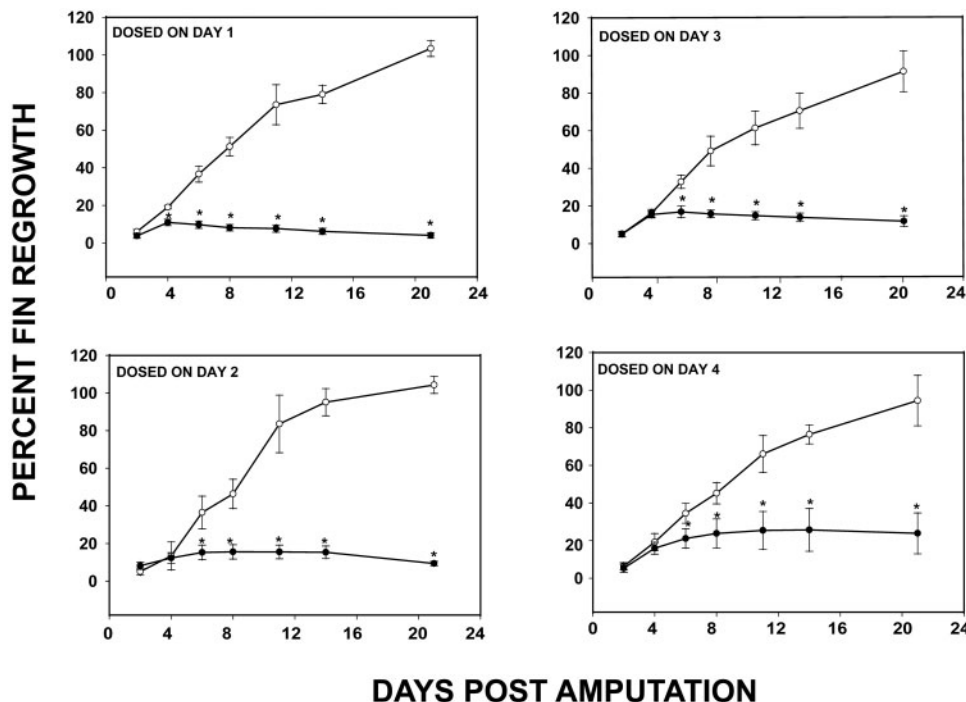 PERCENT FIN REGROWTH
DOSED ON DAY 1
120
100
80
60
40
20
0
0 4 8 12 16 20 24
* * * * * *
DOSED ON DAY 3
120
100
80
60
40
20
0
0 4 8 12 16 20 24
* * * * * *
DOSED ON DAY 2
120
100
80
60
40
20
0
0 4 8 12 16 20 24
* * * * *
DOSED ON DAY 4
120
100
80
60
40
20
0
0 4 8 12 16 20 24
* * * * *
DAYS POST AMPUTATION